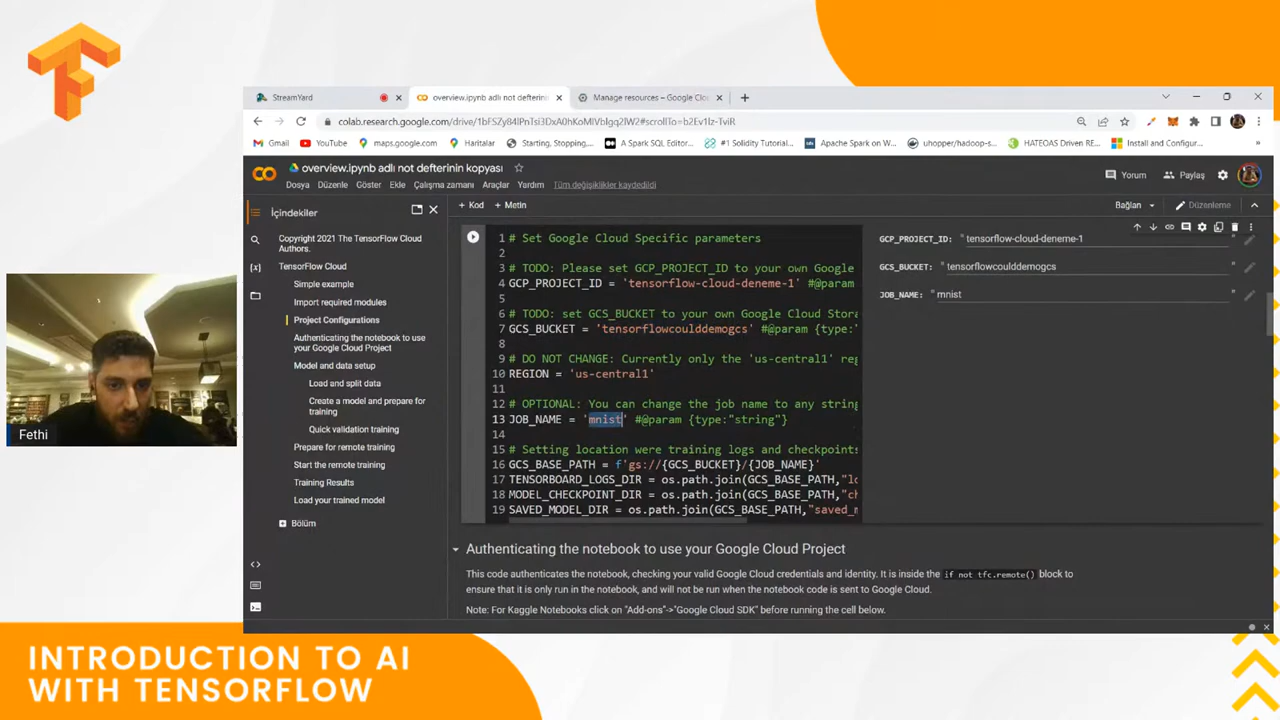 StreamYard
overview.ipynb adlı not defterinin
Manage resources – Google Clo
colab.research.google.com/drive/1bFSZy84lPnTsi3DxA0hKoMIVblgq2lW2#scrollTo=b2Ev1lz-TviR
Gmail
YouTube
maps.google.com
Haritalar
Starting, Stopping,...
A Spark SQL Editor...
#1 Solidity Tutorial...
Apache Spark on W...
uhopper/hadoop-s...
HATEOAS Driven RE...
Install and Configur...
overview.ipynb adlı not defterinin kopyası
Dosya Düzenle Göster Ekle Çalışma zamanı Araçlar Yardım Tüm değişiklikler kaydedildi
Yorum
Paylaş
İçindekiler
+ Kod + Metin
Bağlan
Düzenleme
Copyright 2021 The TensorFlow Cloud
Authors.
TensorFlow Cloud
Simple example
Import required modules
Project Configurations
Authenticating the notebook to use
your Google Cloud Project
Model and data setup
Load and split data
Create a model and prepare for
training
Quick validation training
Prepare for remote training
Start the remote training
Training Results
Load your trained model
Bölüm
1 # Set Google Cloud Specific parameters
2
3 # TODO: Please set GCP_PROJECT_ID to your own Google
4 GCP_PROJECT_ID = 'tensorflow-cloud-deneme-1' #@param
5
6 # TODO: set GCS_BUCKET to your own Google Cloud Stora
7 GCS_BUCKET = 'tensorflowcoulddemogcs' #@param {type:"
8
9 # DO NOT CHANGE: Currently only the 'us-central1' reg
10 REGION = 'us-central1'
11
12 # OPTIONAL: You can change the job name to any string
13 JOB_NAME = 'mnist' #@param {type:"string"}
14
15 # Setting location were training logs and checkpoints
16 GCS_BASE_PATH = f'gs://{GCS_BUCKET}/{JOB_NAME}'
17 TENSORBOARD_LOGS_DIR = os.path.join(GCS_BASE_PATH,"lo
18 MODEL_CHECKPOINT_DIR = os.path.join(GCS_BASE_PATH,"ch
19 SAVED_MODEL_DIR = os.path.join(GCS_BASE_PATH,"saved_m
GCP_PROJECT_ID: " tensorflow-cloud-deneme-1 "
GCS_BUCKET: " tensorflowcoulddemogcs "
JOB_NAME: " mnist "
Authenticating the notebook to use your Google Cloud Project
This code authenticates the notebook, checking your valid Google Cloud credentials and identity. It is inside the if not tfc.remote() block to
ensure that it is only run in the notebook, and will not be run when the notebook code is sent to Google Cloud.
Note: For Kaggle Notebooks click on "Add-ons"->"Google Cloud SDK" before running the cell below.
Fethi
INTRODUCTION TO AI
WITH TENSORFLOW